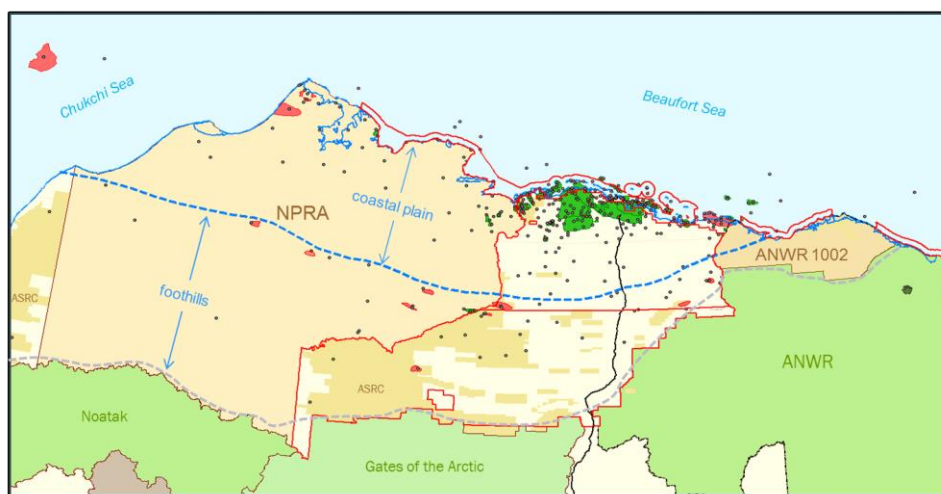 Chukchi Sea
Beaufort Sea
coastal plain
NPRA
ANWR 1002
foothills
ASRC
ANWR
ASRC
Noatak
Gates of the Arctic